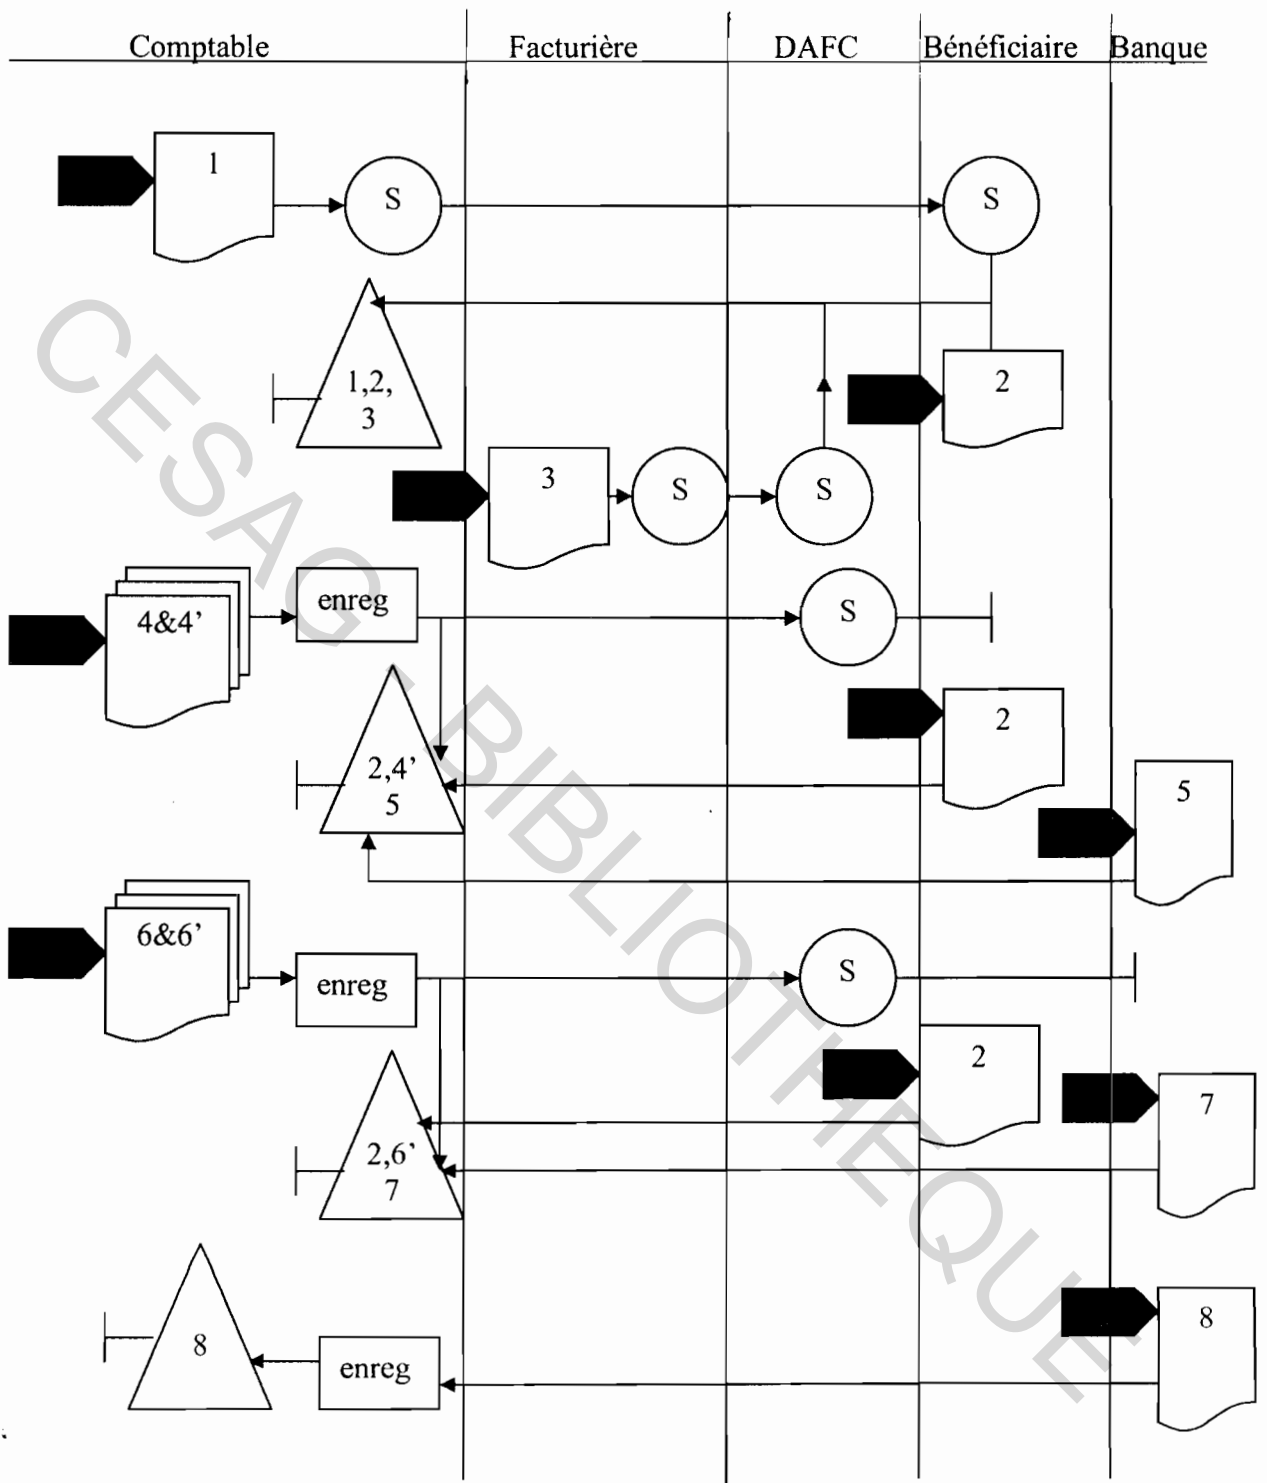 Comptable Facturière DAFC Bénéficiaire Banque
1
S
S
1,2,
3
2
3
S
S
4&4’
enreg
S
2,4’
5
2
5
6&6’
enreg
S
2,6’
7
2
7
8
enreg
8
CESAG - BIBLIOTHEQUE